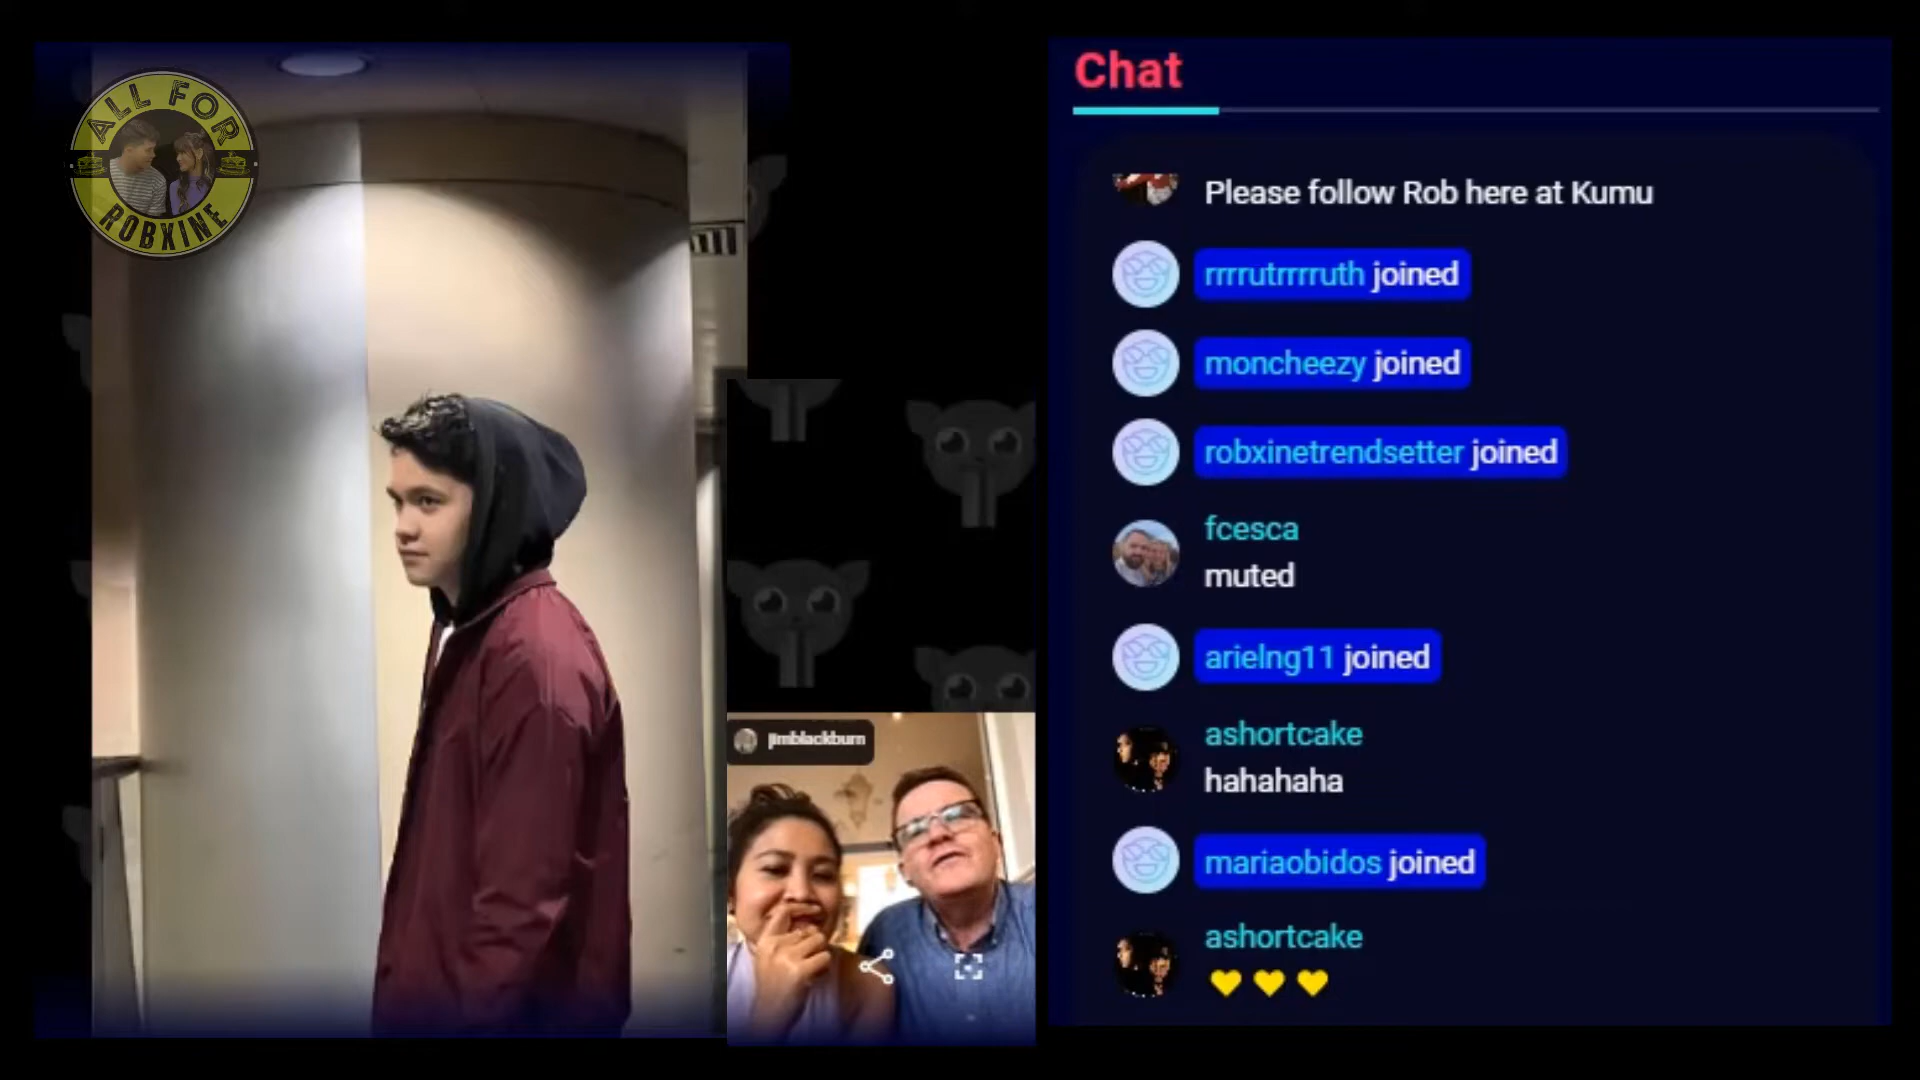 ALL FOR
ROBXINE
jimblackburn
Chat
Please follow Rob here at Kumu
rrrrutrrrruth joined
moncheezy joined
robxinetrendsetter joined
fcesca
muted
arielng11 joined
ashortcake
hahahaha
mariaobidos joined
ashortcake
💛 💛 💛